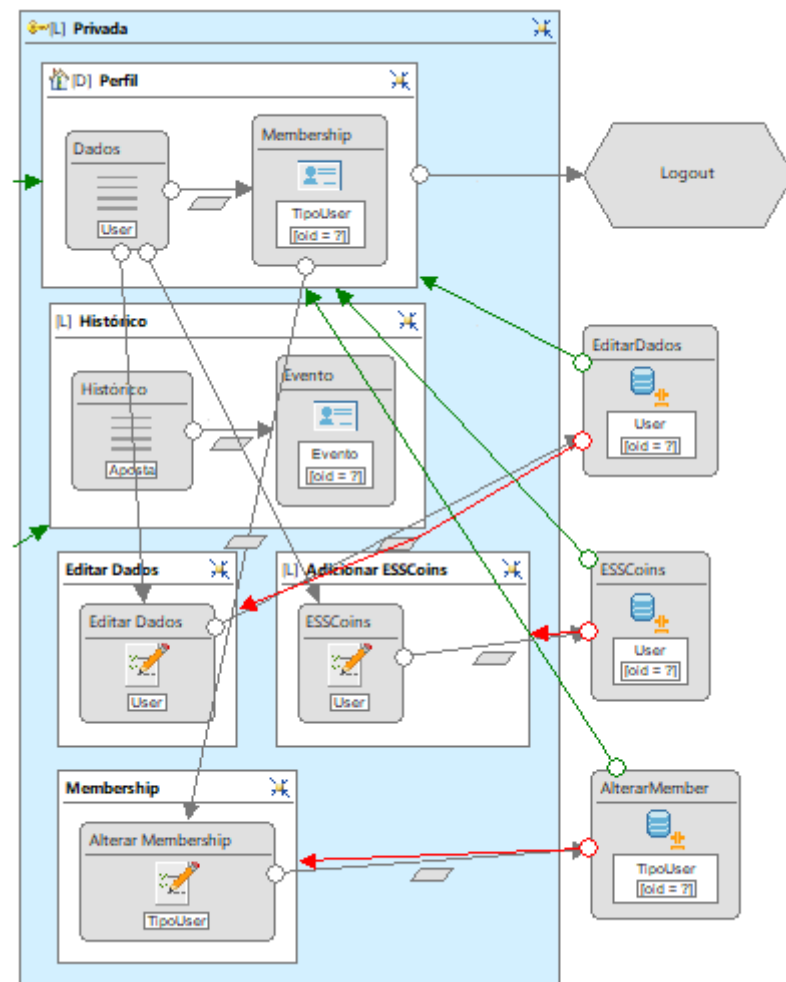 [L] Privada
[D] Perfil
Dados
User
Membership
TipoUser
[oid = ?]
Logout
[L] Histórico
Histórico
Aposta
Evento
Evento
[oid = ?]
EditarDados
User
[oid = ?]
Editar Dados
Editar Dados
User
[L] Adicionar ESSCoins
ESSCoins
User
ESSCoins
User
[oid = ?]
Membership
Alterar Membership
TipoUser
AlterarMember
TipoUser
[oid = ?]